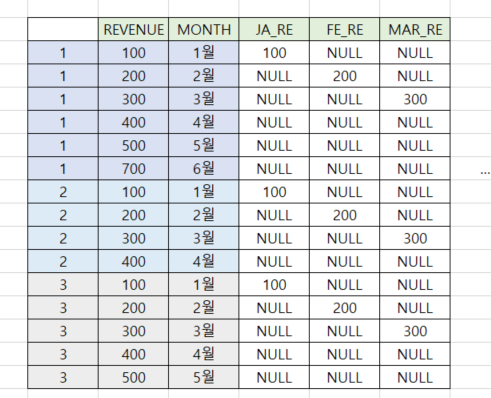 REVENUE MONTH JA_RE FE_RE MAR_RE
1 100 1월 100 NULL NULL
1 200 2월 NULL 200 NULL
1 300 3월 NULL NULL 300
1 400 4월 NULL NULL NULL
1 500 5월 NULL NULL NULL
1 700 6월 NULL NULL NULL ...
2 100 1월 100 NULL NULL
2 200 2월 NULL 200 NULL
2 300 3월 NULL NULL 300
2 400 4월 NULL NULL NULL
3 100 1월 100 NULL NULL
3 200 2월 NULL 200 NULL
3 300 3월 NULL NULL 300
3 400 4월 NULL NULL NULL
3 500 5월 NULL NULL NULL